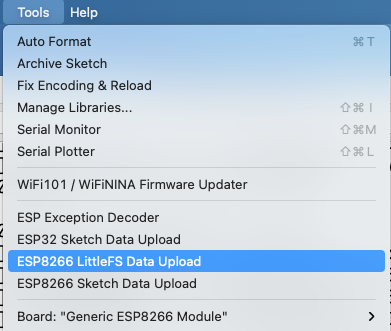 Tools Help
Auto Format ⌘ T
Archive Sketch
Fix Encoding & Reload
Manage Libraries... ⇧⌘ I
Serial Monitor ⇧⌘M
Serial Plotter ⇧⌘ L
WiFi101 / WiFiNINA Firmware Updater
ESP Exception Decoder
ESP32 Sketch Data Upload
ESP8266 LittleFS Data Upload
ESP8266 Sketch Data Upload
Board: "Generic ESP8266 Module"